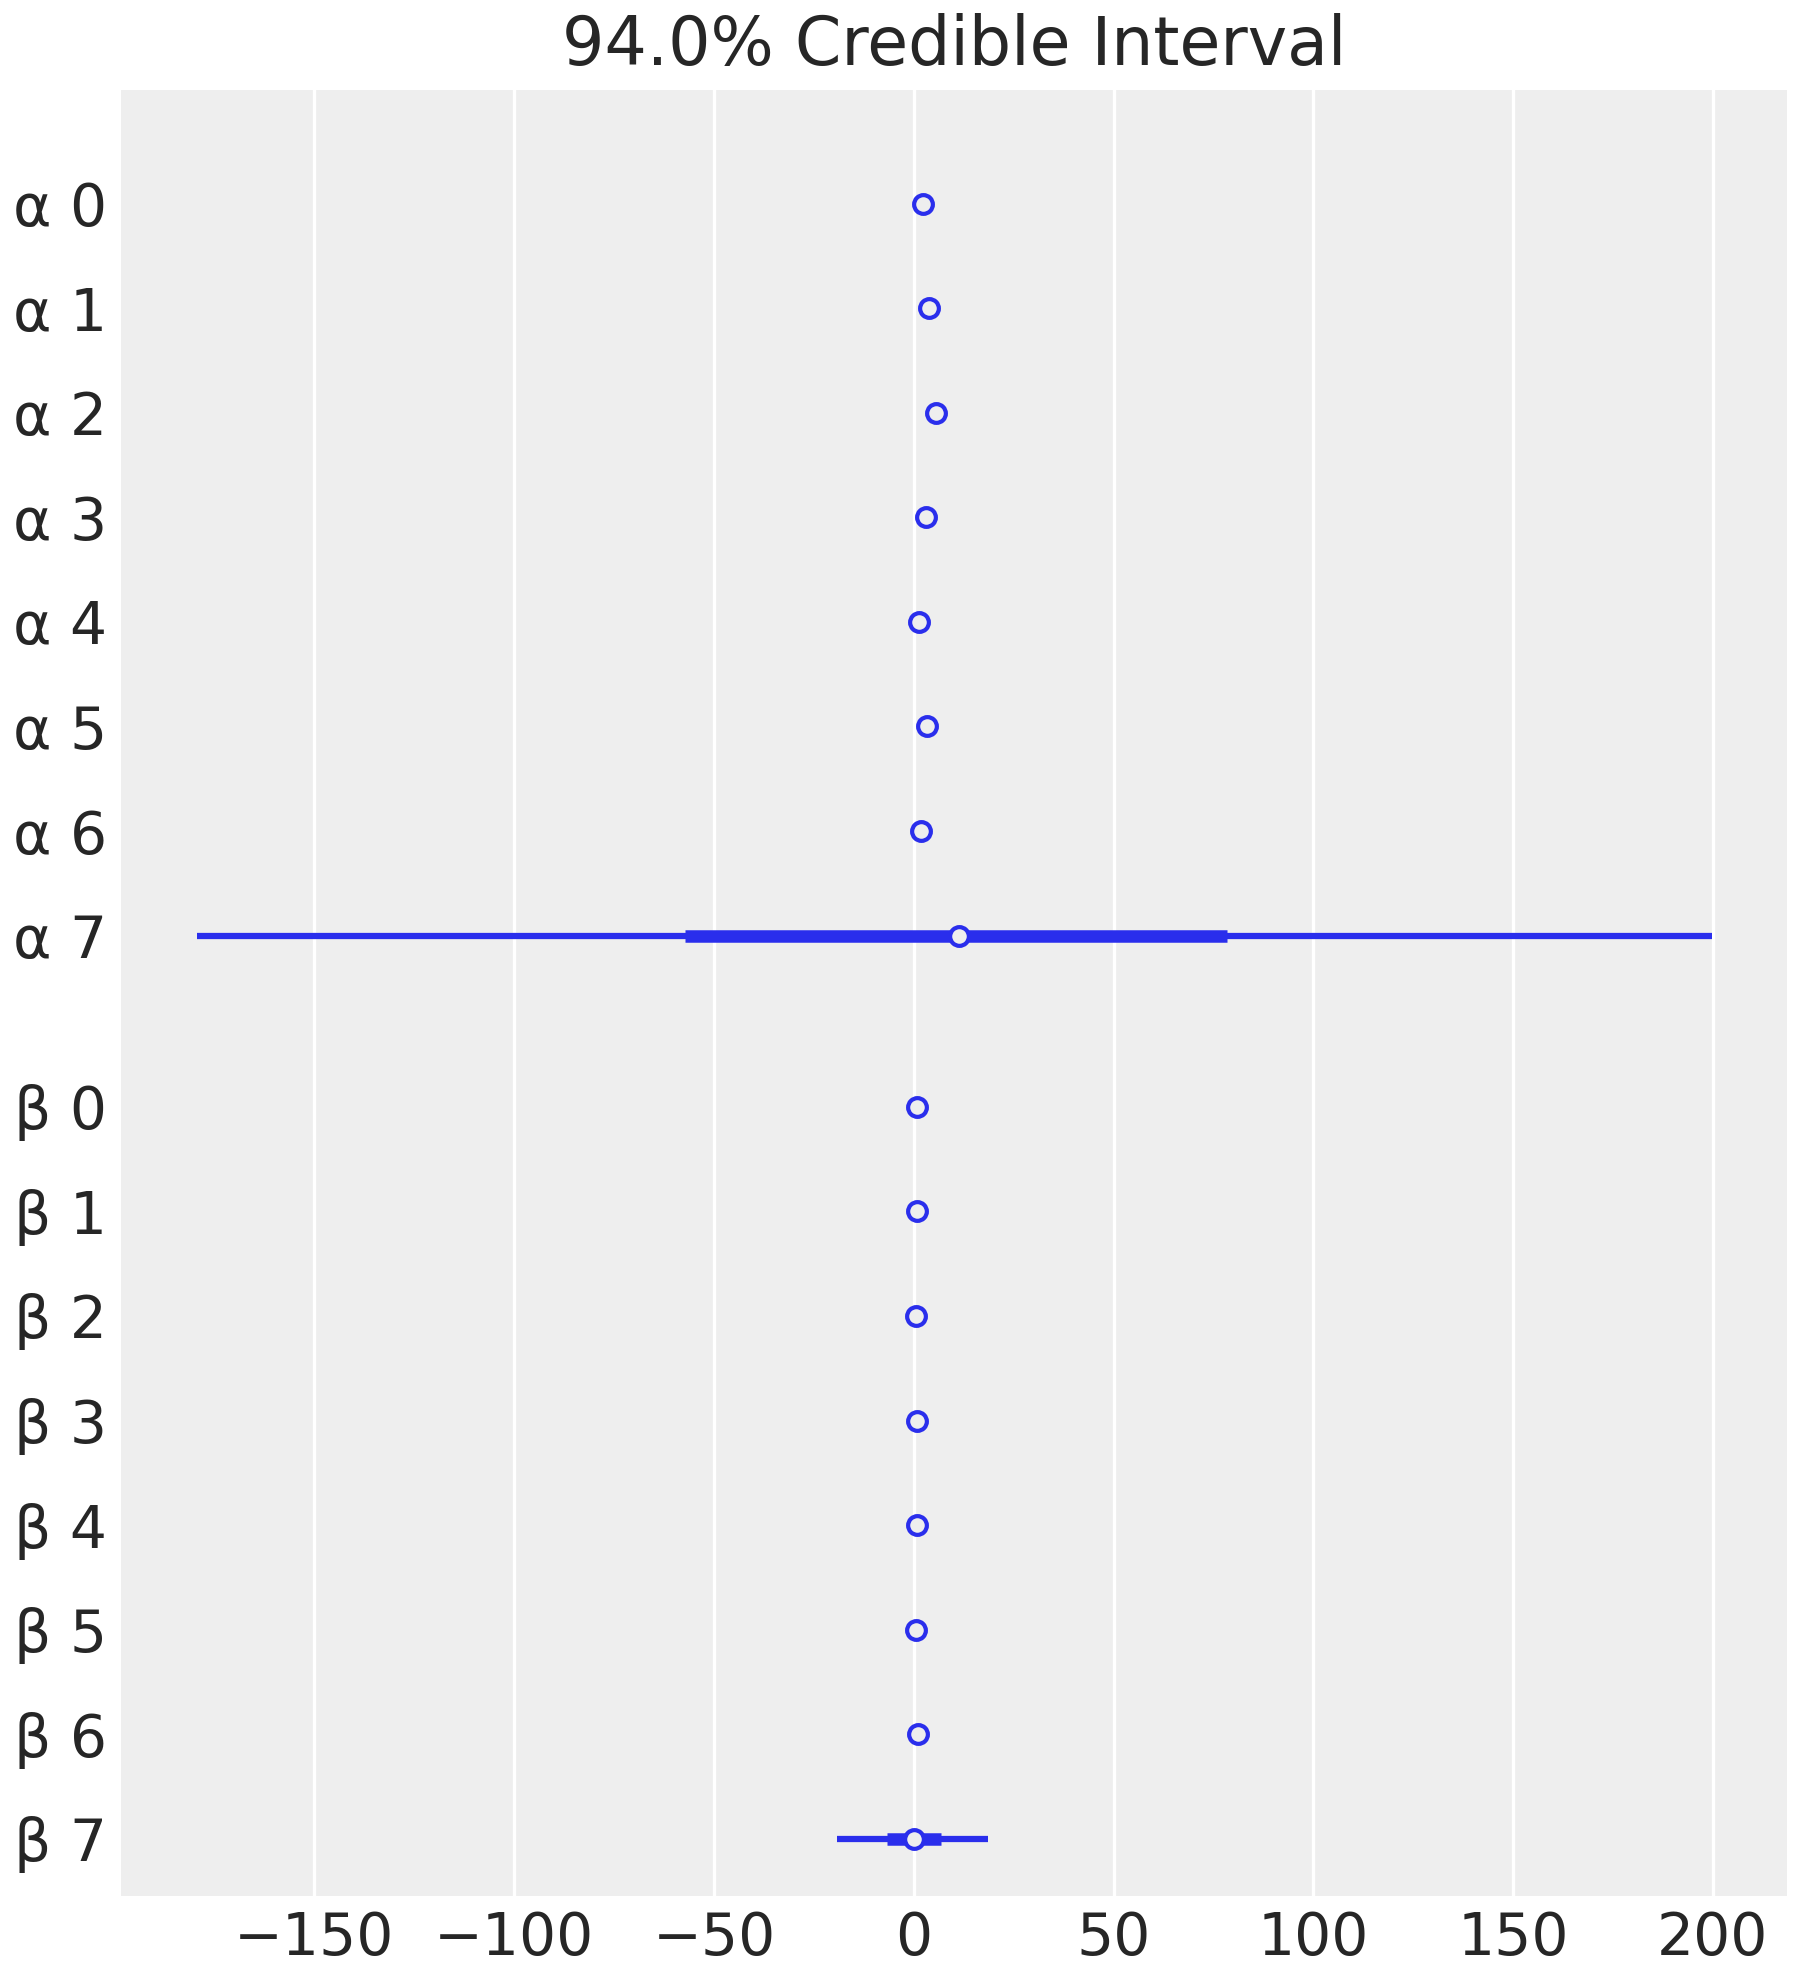 94.0% Credible Interval
α 0
α 1
α 2
α 3
α 4
α 5
α 6
α 7
β 0
β 1
β 2
β 3
β 4
β 5
β 6
β 7
−150 −100 −50 0 50 100 150 200